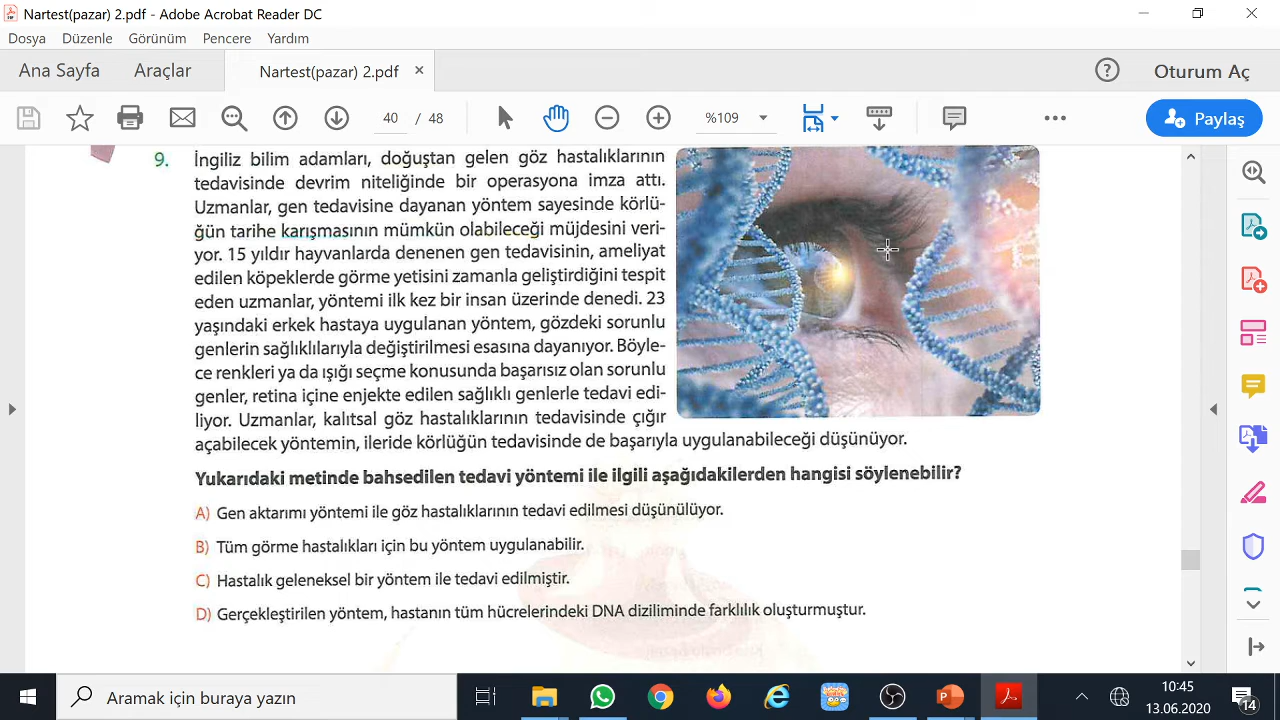 Nartest(pazar) 2.pdf - Adobe Acrobat Reader DC
Dosya Düzenle Görünüm Pencere Yardım
Ana Sayfa Araçlar Nartest(pazar) 2.pdf × Oturum Aç
40 / 48 %109 Paylaş
9. İngiliz bilim adamları, doğuştan gelen göz hastalıklarının
tedavisinde devrim niteliğinde bir operasyona imza attı.
Uzmanlar, gen tedavisine dayanan yöntem sayesinde körlü-
ğün tarihe karışmasının mümkün olabileceği müjdesini veri-
yor. 15 yıldır hayvanlarda denenen gen tedavisinin, ameliyat
edilen köpeklerde görme yetisini zamanla geliştirdiğini tespit
eden uzmanlar, yöntemi ilk kez bir insan üzerinde denedi. 23
yaşındaki erkek hastaya uygulanan yöntem, gözdeki sorunlu
genlerin sağlıklılarıyla değiştirilmesi esasına dayanıyor. Böyle-
ce renkleri ya da ışığı seçme konusunda başarısız olan sorunlu
genler, retina içine enjekte edilen sağlıklı genlerle tedavi edi-
liyor. Uzmanlar, kalıtsal göz hastalıklarının tedavisinde çığır
açabilecek yöntemin, ileride körlüğün tedavisinde de başarıyla uygulanabileceği düşünüyor.
Yukarıdaki metinde bahsedilen tedavi yöntemi ile ilgili aşağıdakilerden hangisi söylenebilir?
A) Gen aktarımı yöntemi ile göz hastalıklarının tedavi edilmesi düşünülüyor.
B) Tüm görme hastalıkları için bu yöntem uygulanabilir.
C) Hastalık geleneksel bir yöntem ile tedavi edilmiştir.
D) Gerçekleştirilen yöntem, hastanın tüm hücrelerindeki DNA diziliminde farklılık oluşturmuştur.
Aramak için buraya yazın
10:45
13.06.2020
14